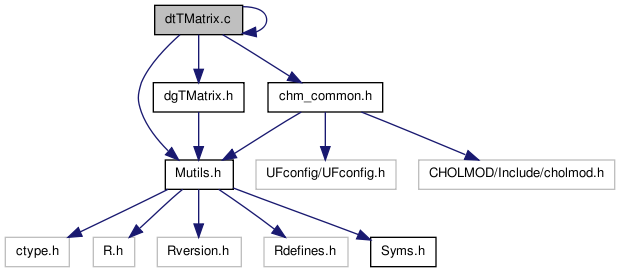 dtTMatrix.c
dgTMatrix.h
chm_common.h
Mutils.h
UFconfig/UFconfig.h
CHOLMOD/Include/cholmod.h
ctype.h
R.h
Rversion.h
Rdefines.h
Syms.h